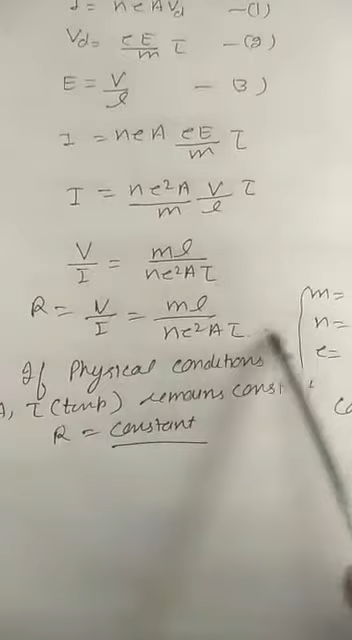 I = neAVd —(1)
Vd = eE/m τ —(2)
E = V/l — 3)
I = neA eE/m τ
I = ne²A/m V/l τ
V/I = ml/ne²Aτ
R = V/I = ml/ne²Aτ
m =
n =
e =
If Physical conditions
A, τ (temp) remains const
R = constant